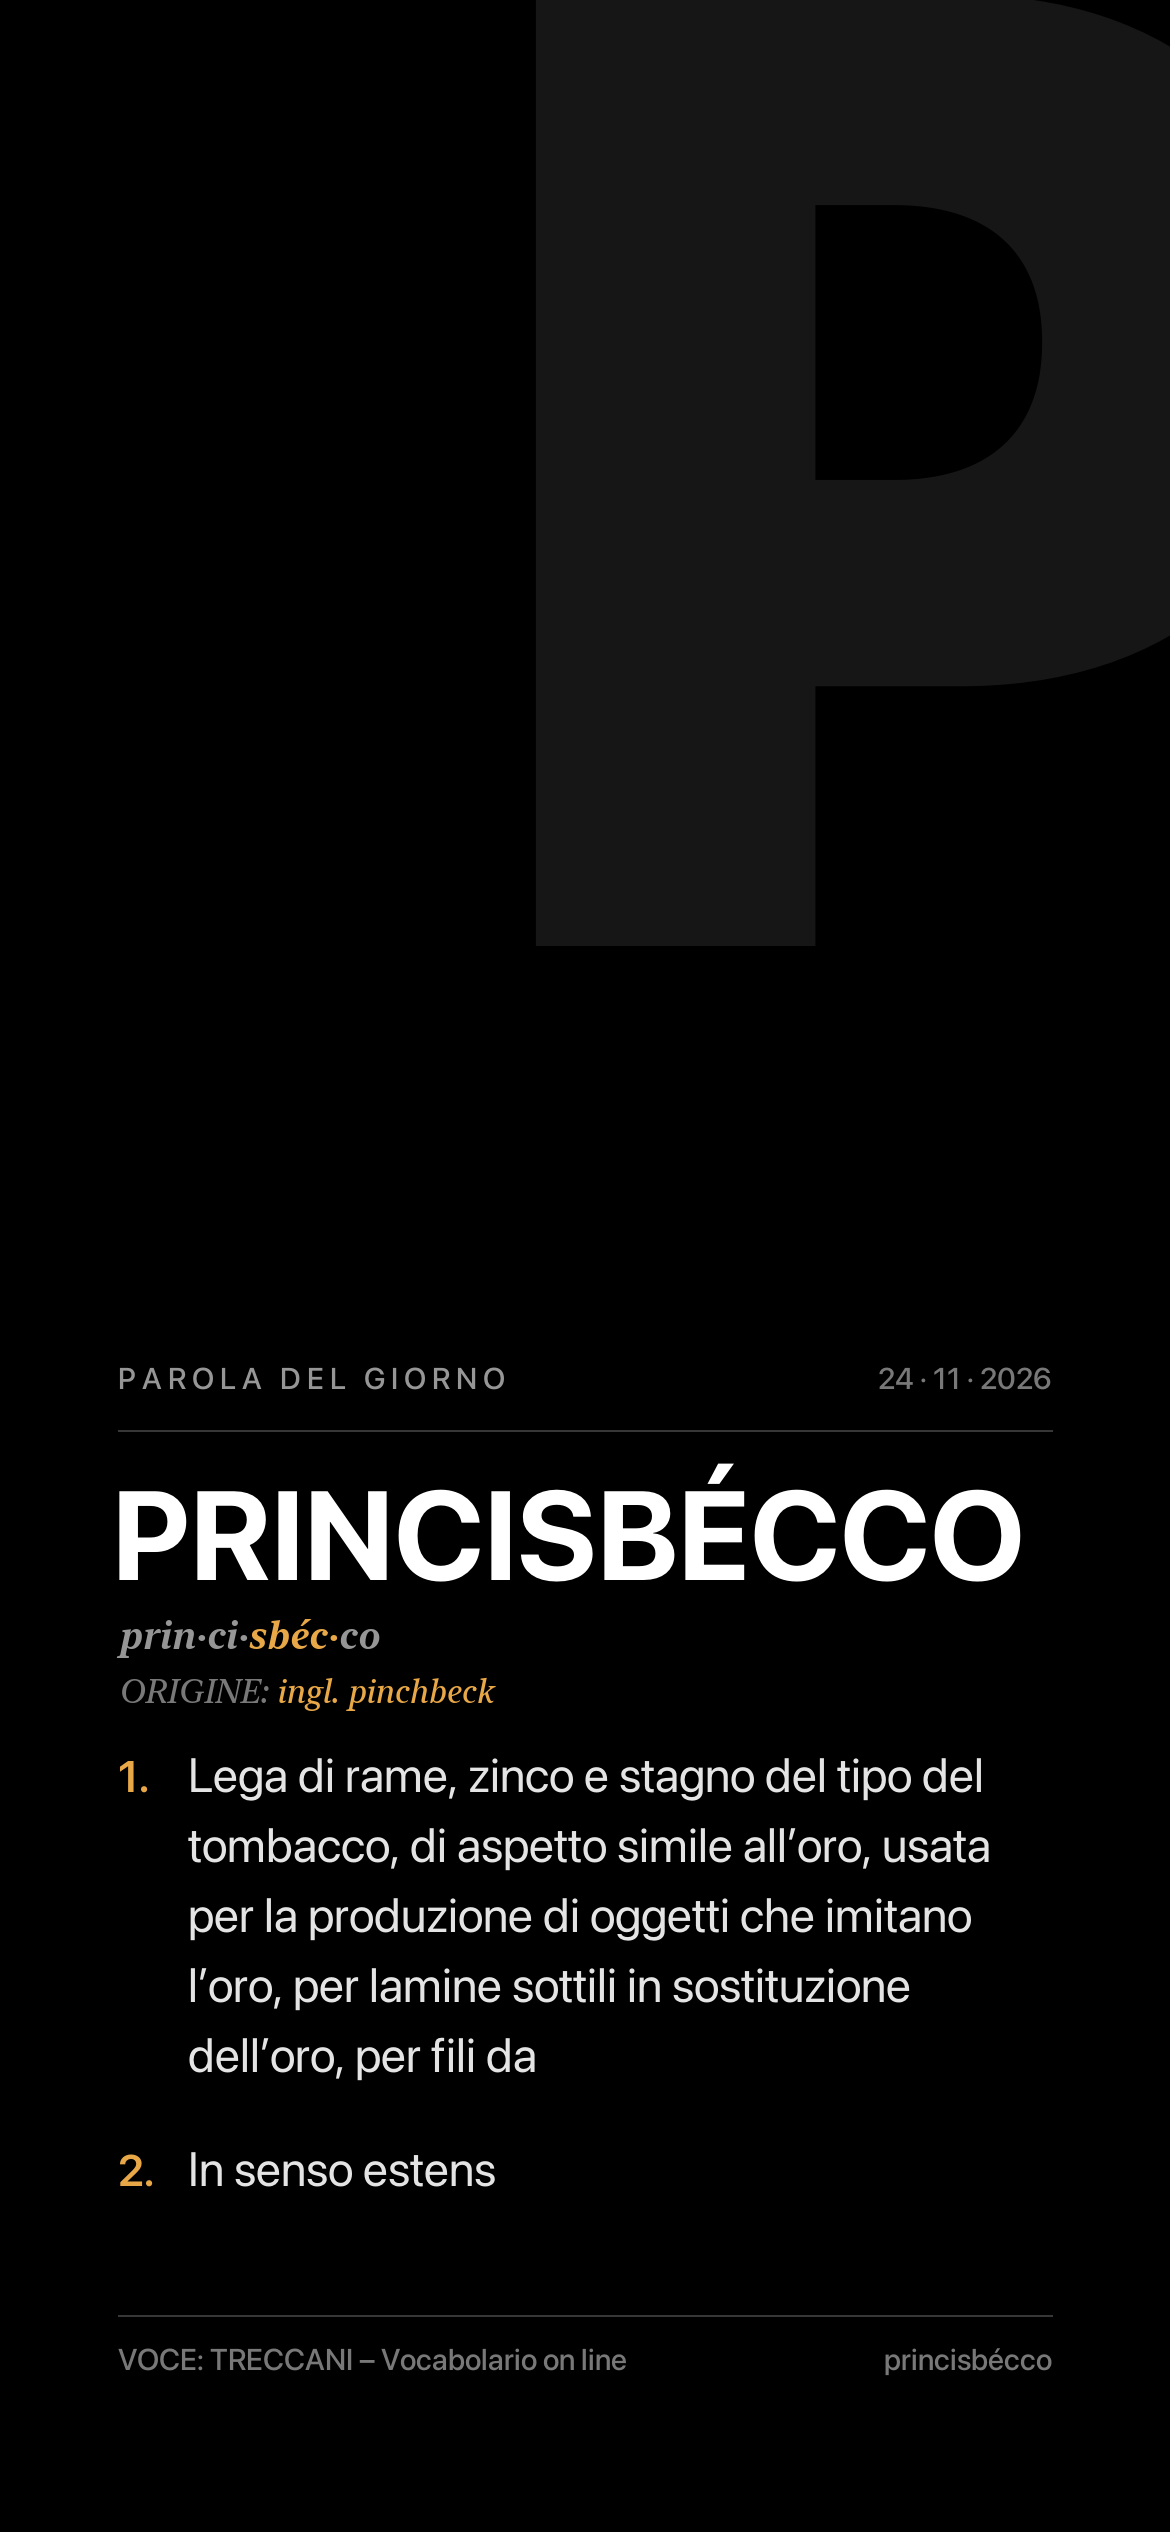 P
PAROLA DEL GIORNO
24 · 11 · 2026
PRINCISBÉCCO
prin·ci·sbéc·co
ORIGINE: ingl. pinchbeck
1. Lega di rame, zinco e stagno del tipo del
tombacco, di aspetto simile all’oro, usata
per la produzione di oggetti che imitano
l’oro, per lamine sottili in sostituzione
dell’oro, per fili da
2. In senso estens
VOCE: TRECCANI – Vocabolario on line
princisbécco